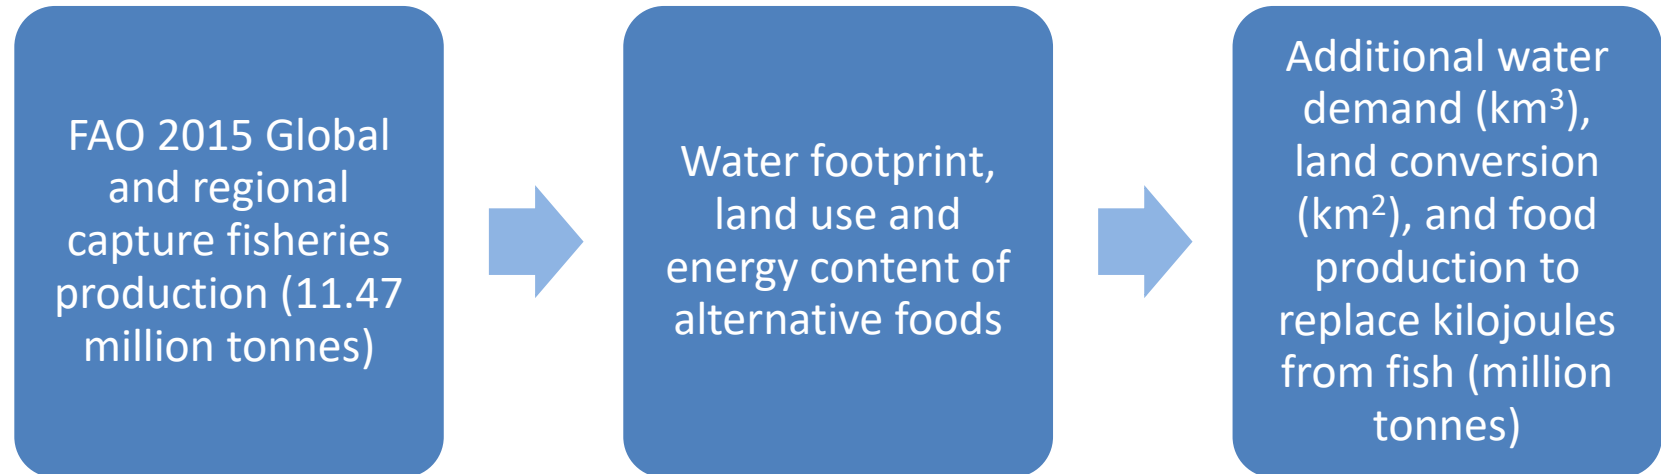 FAO 2015 Global
and regional
capture fisheries
production (11.47
million tonnes)
Water footprint,
land use and
energy content of
alternative foods
Additional water
demand (km³),
land conversion
(km²), and food
production to
replace kilojoules
from fish (million
tonnes)